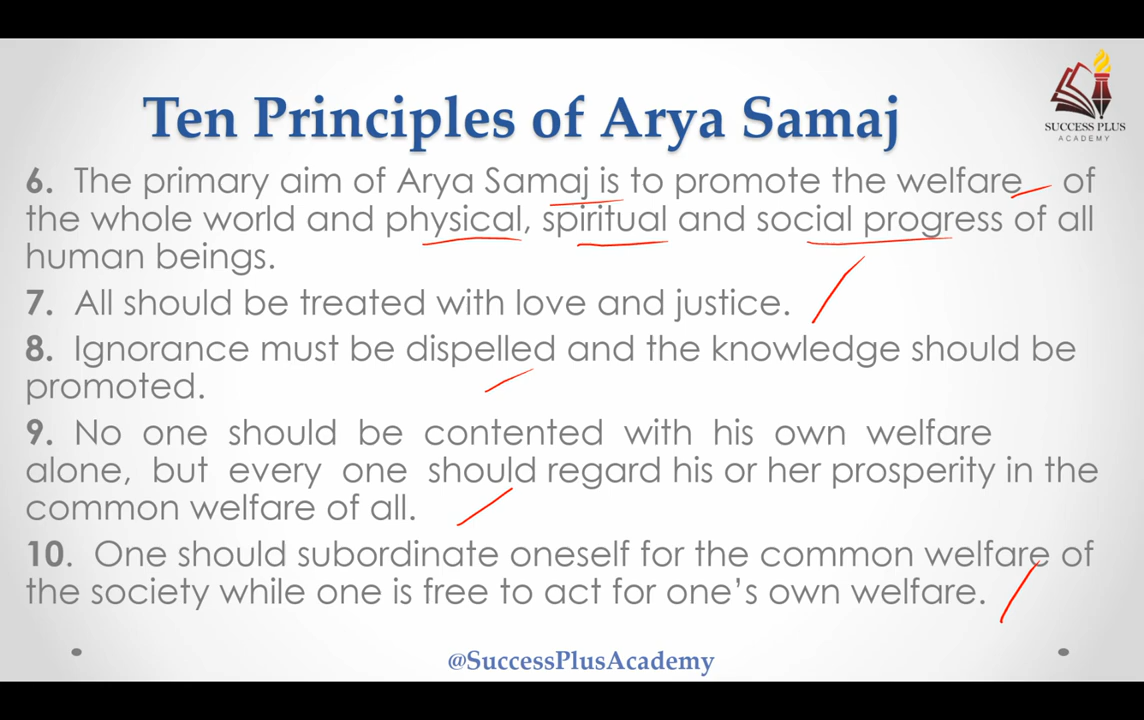 Ten Principles of Arya Samaj
SUCCESS PLUS
ACADEMY
6. The primary aim of Arya Samaj is to promote the welfare of
the whole world and physical, spiritual and social progress of all
human beings.
7. All should be treated with love and justice.
8. Ignorance must be dispelled and the knowledge should be
promoted.
9. No one should be contented with his own welfare
alone, but every one should regard his or her prosperity in the
common welfare of all.
10. One should subordinate oneself for the common welfare of
the society while one is free to act for one’s own welfare.
@SuccessPlusAcademy